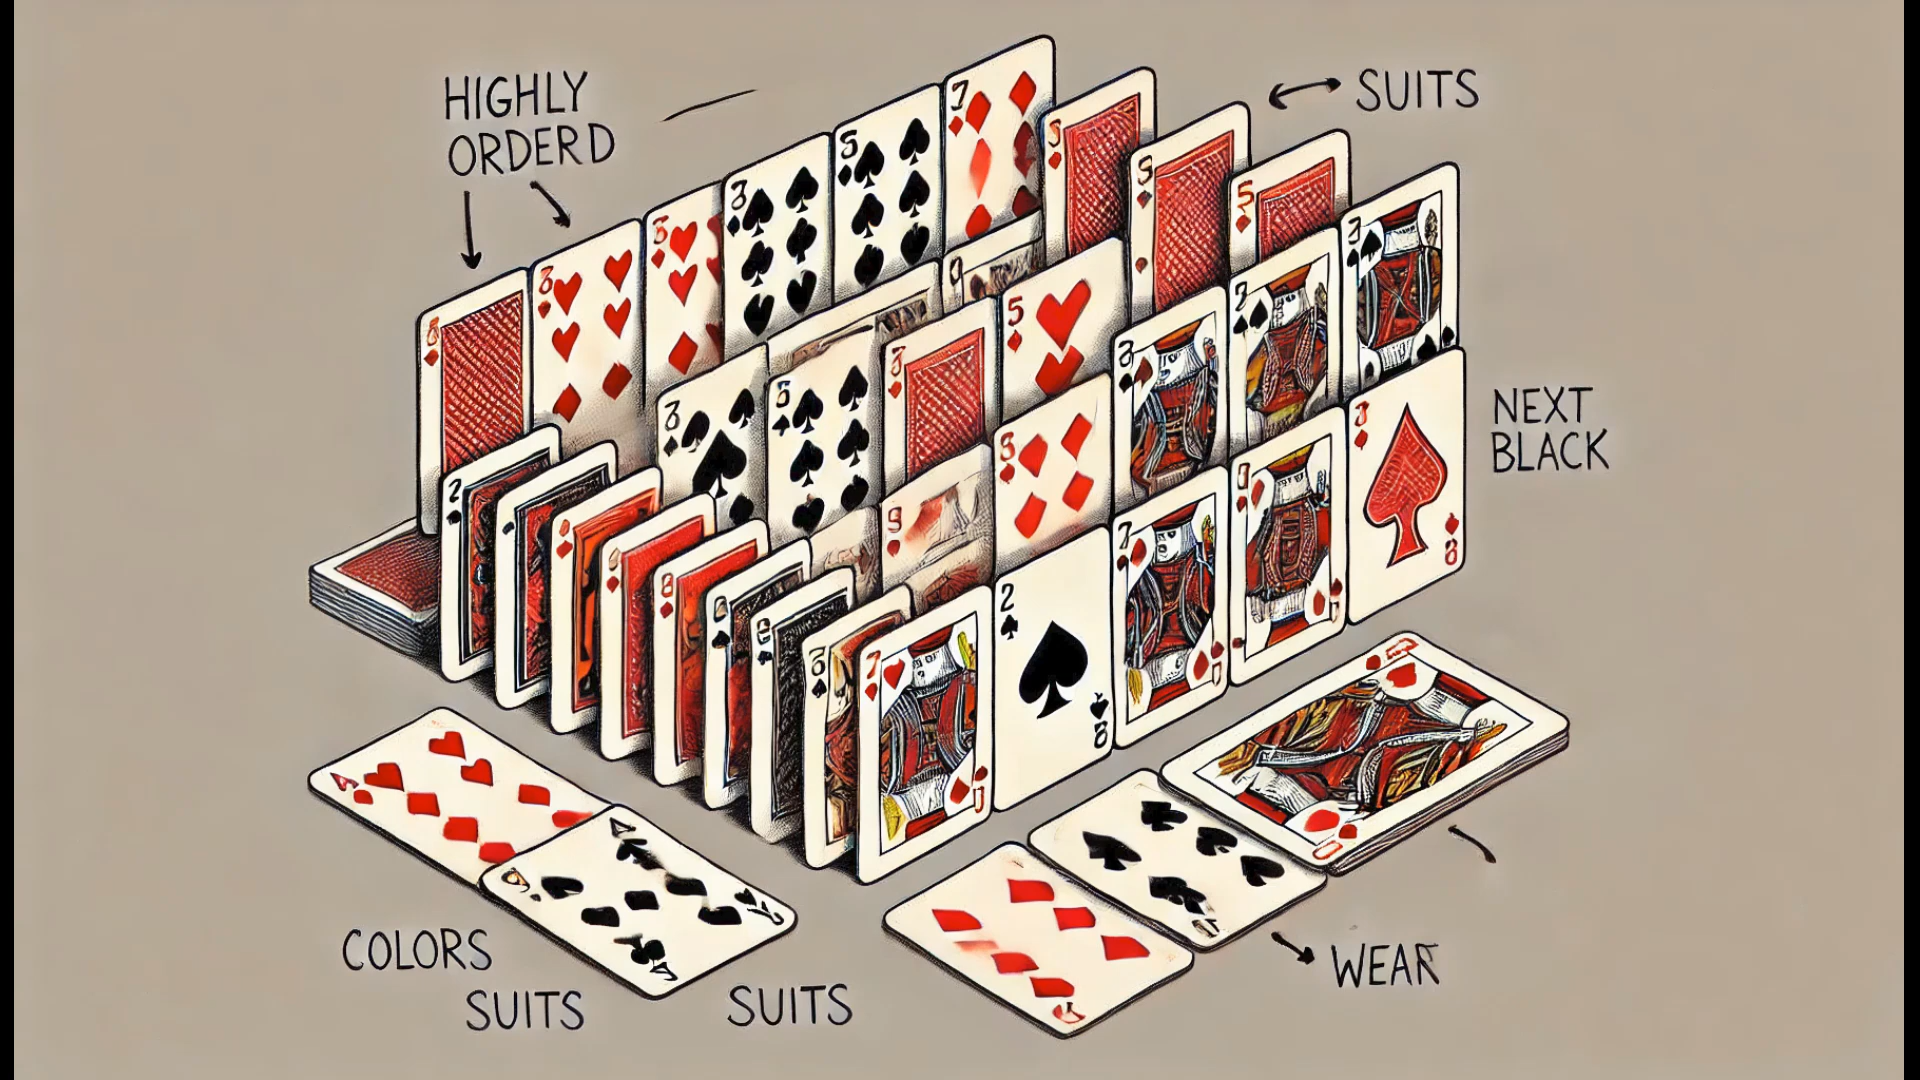 HIGHLY
ORDERD
SUITS
NEXT
BLACK
COLORS
SUITS
SUITS
WEAR